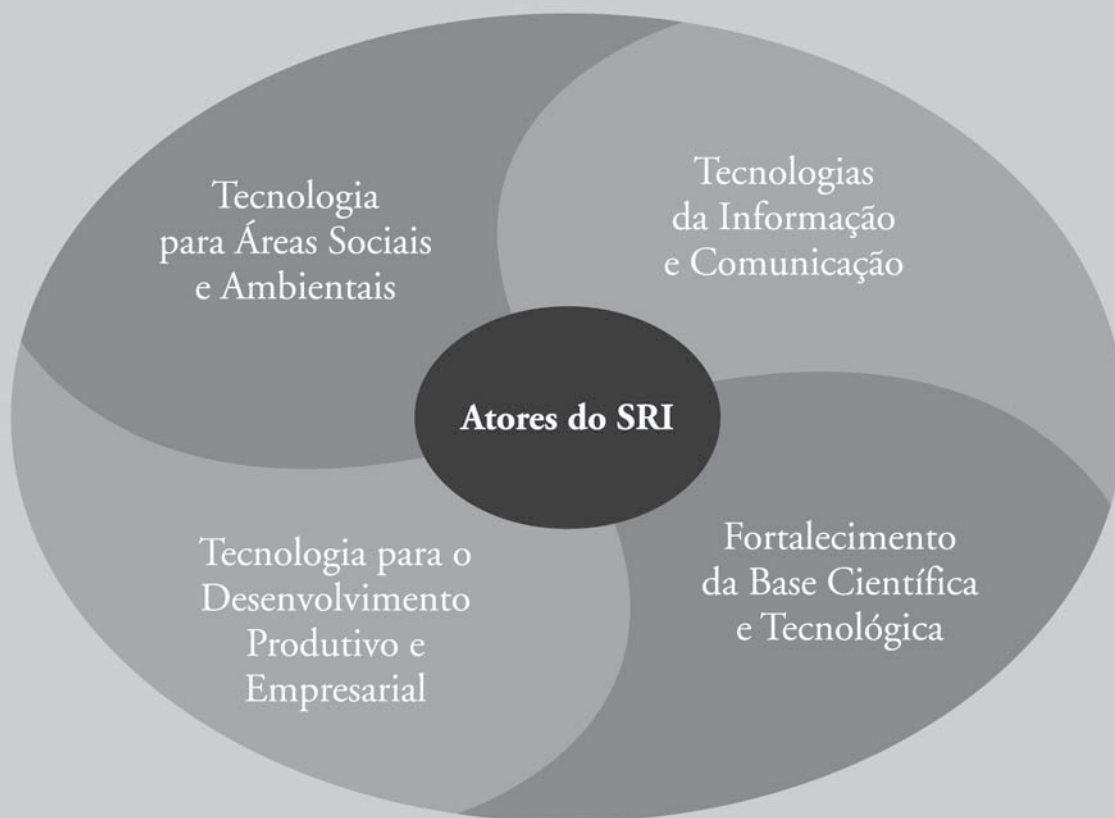 Tecnologia
para Áreas Sociais
e Ambientais
Tecnologias
da Informação
e Comunicação
Atores do SRI
Tecnologia para o
Desenvolvimento
Produtivo e
Empresarial
Fortalecimento
da Base Científica
e Tecnológica